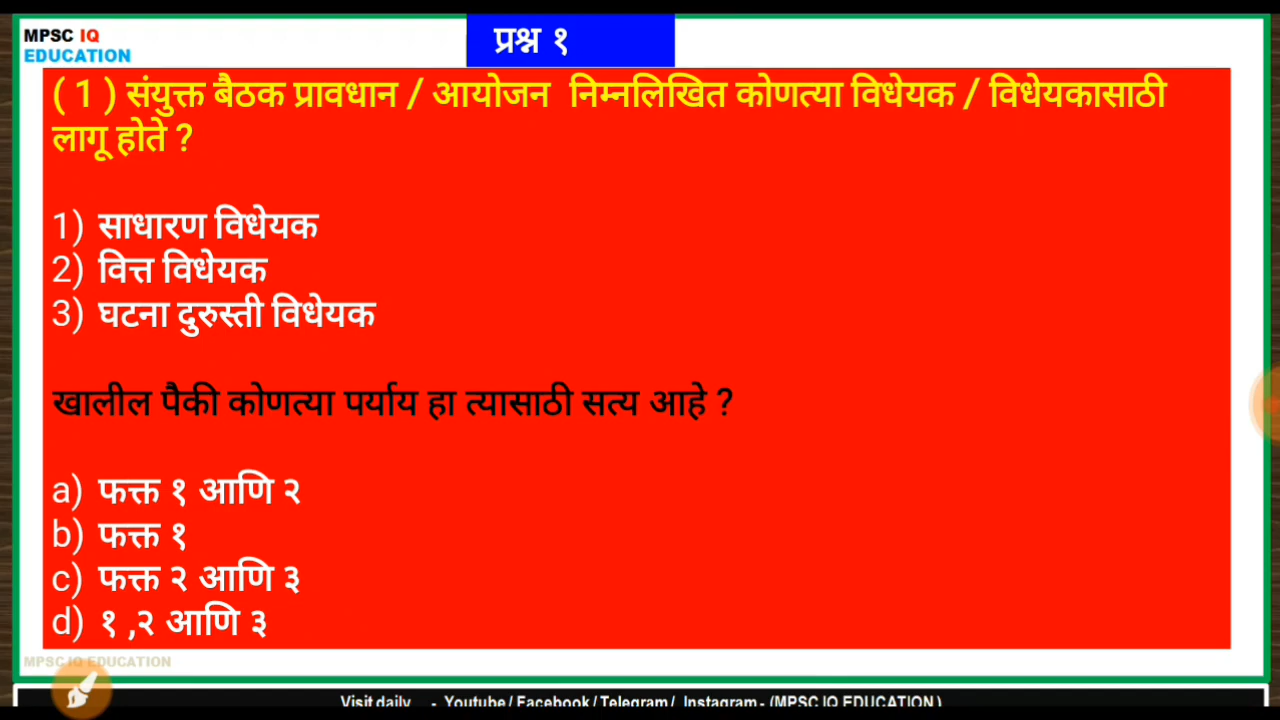 MPSC IQ
EDUCATION
प्रश्न १
( 1 ) संयुक्त बैठक प्रावधान / आयोजन निम्नलिखित कोणत्या विधेयक / विधेयकासाठी
लागू होते ?
1) साधारण विधेयक
2) वित्त विधेयक
3) घटना दुरुस्ती विधेयक
खालील पैकी कोणत्या पर्याय हा त्यासाठी सत्य आहे ?
a) फक्त १ आणि २
b) फक्त १
c) फक्त २ आणि ३
d) १ ,२ आणि ३
MPSC IQ EDUCATION
Visit daily - Youtube / Facebook / Telegram / Instagram - (MPSC IQ EDUCATION )